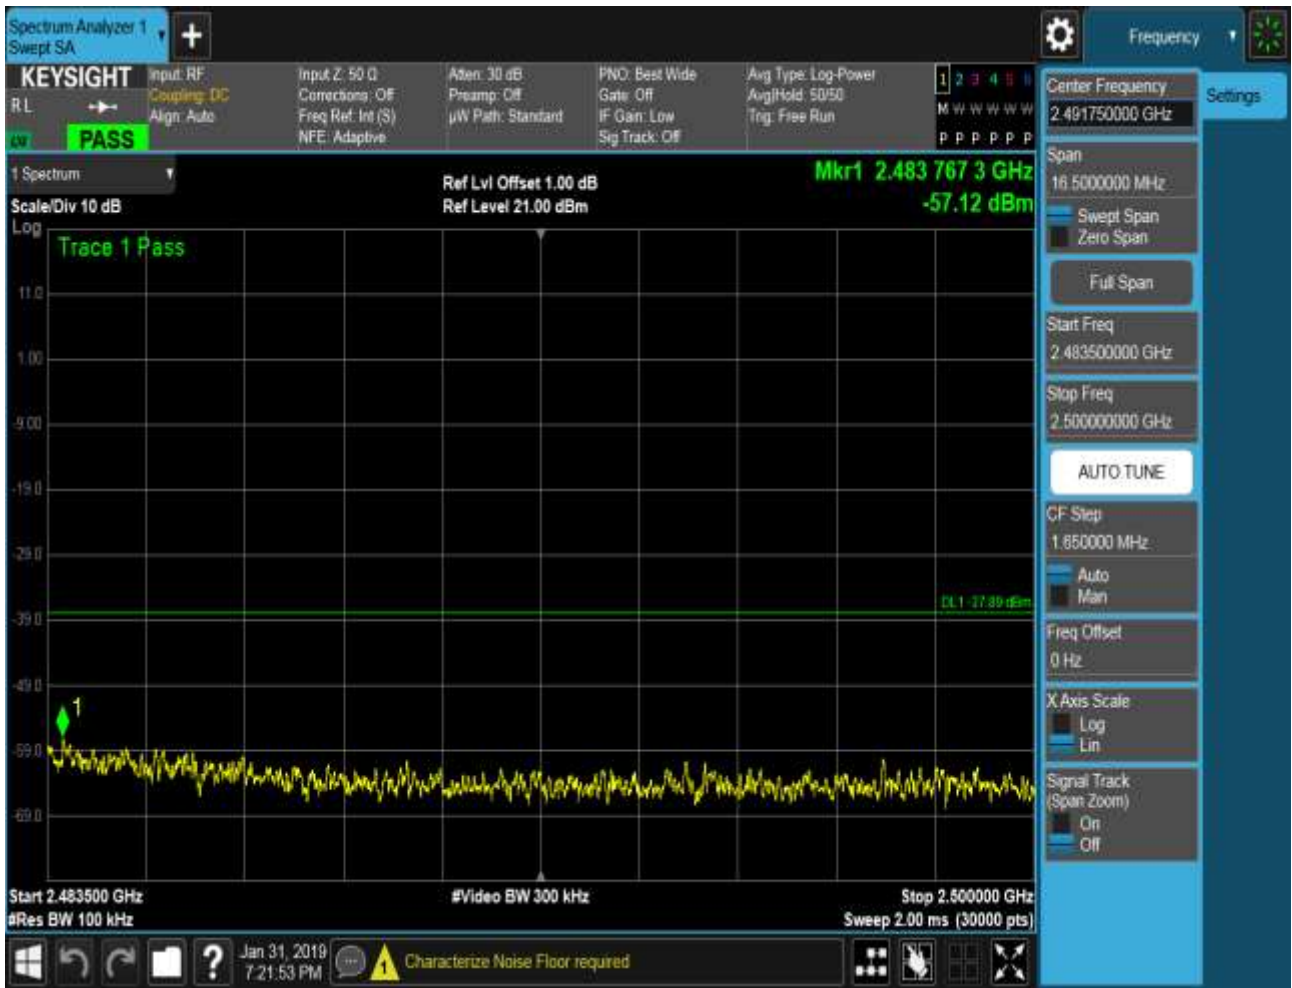 Spectrum Analyzer 1
Swept SA
Frequency
KEYSIGHT
R L
PASS
Input: RF
Coupling: DC
Align: Auto
Input Z: 50 Ω
Corrections: Off
Freq Ref: Int (S)
NFE: Adaptive
Atten: 30 dB
Preamp: Off
µW Path: Standard
PNO: Best Wide
Gate: Off
IF Gain: Low
Sig Track: Off
Avg Type: Log-Power
Avg|Hold: 50/50
Trig: Free Run
1 2 3 4 5 6
M W W W W W
P P P P P P
1 Spectrum
Scale/Div 10 dB
Ref Lvl Offset 1.00 dB
Ref Level 21.00 dBm
Mkr1 2.483 767 3 GHz
-57.12 dBm
Log
Trace 1 Pass
11.0
1.00
-9.00
-19.0
-29.0
DL1 -37.89 dBm
-39.0
-49.0
1
-59.0
-69.0
Start 2.483500 GHz
#Video BW 300 kHz
Stop 2.500000 GHz
#Res BW 100 kHz
Sweep 2.00 ms (30000 pts)
Center Frequency
2.491750000 GHz
Settings
Span
16.5000000 MHz
Swept Span
Zero Span
Full Span
Start Freq
2.483500000 GHz
Stop Freq
2.500000000 GHz
AUTO TUNE
CF Step
1.650000 MHz
Auto
Man
Freq Offset
0 Hz
X Axis Scale
Log
Lin
Signal Track
(Span Zoom)
On
Off
?
Jan 31, 2019
7:21:53 PM
1
Characterize Noise Floor required